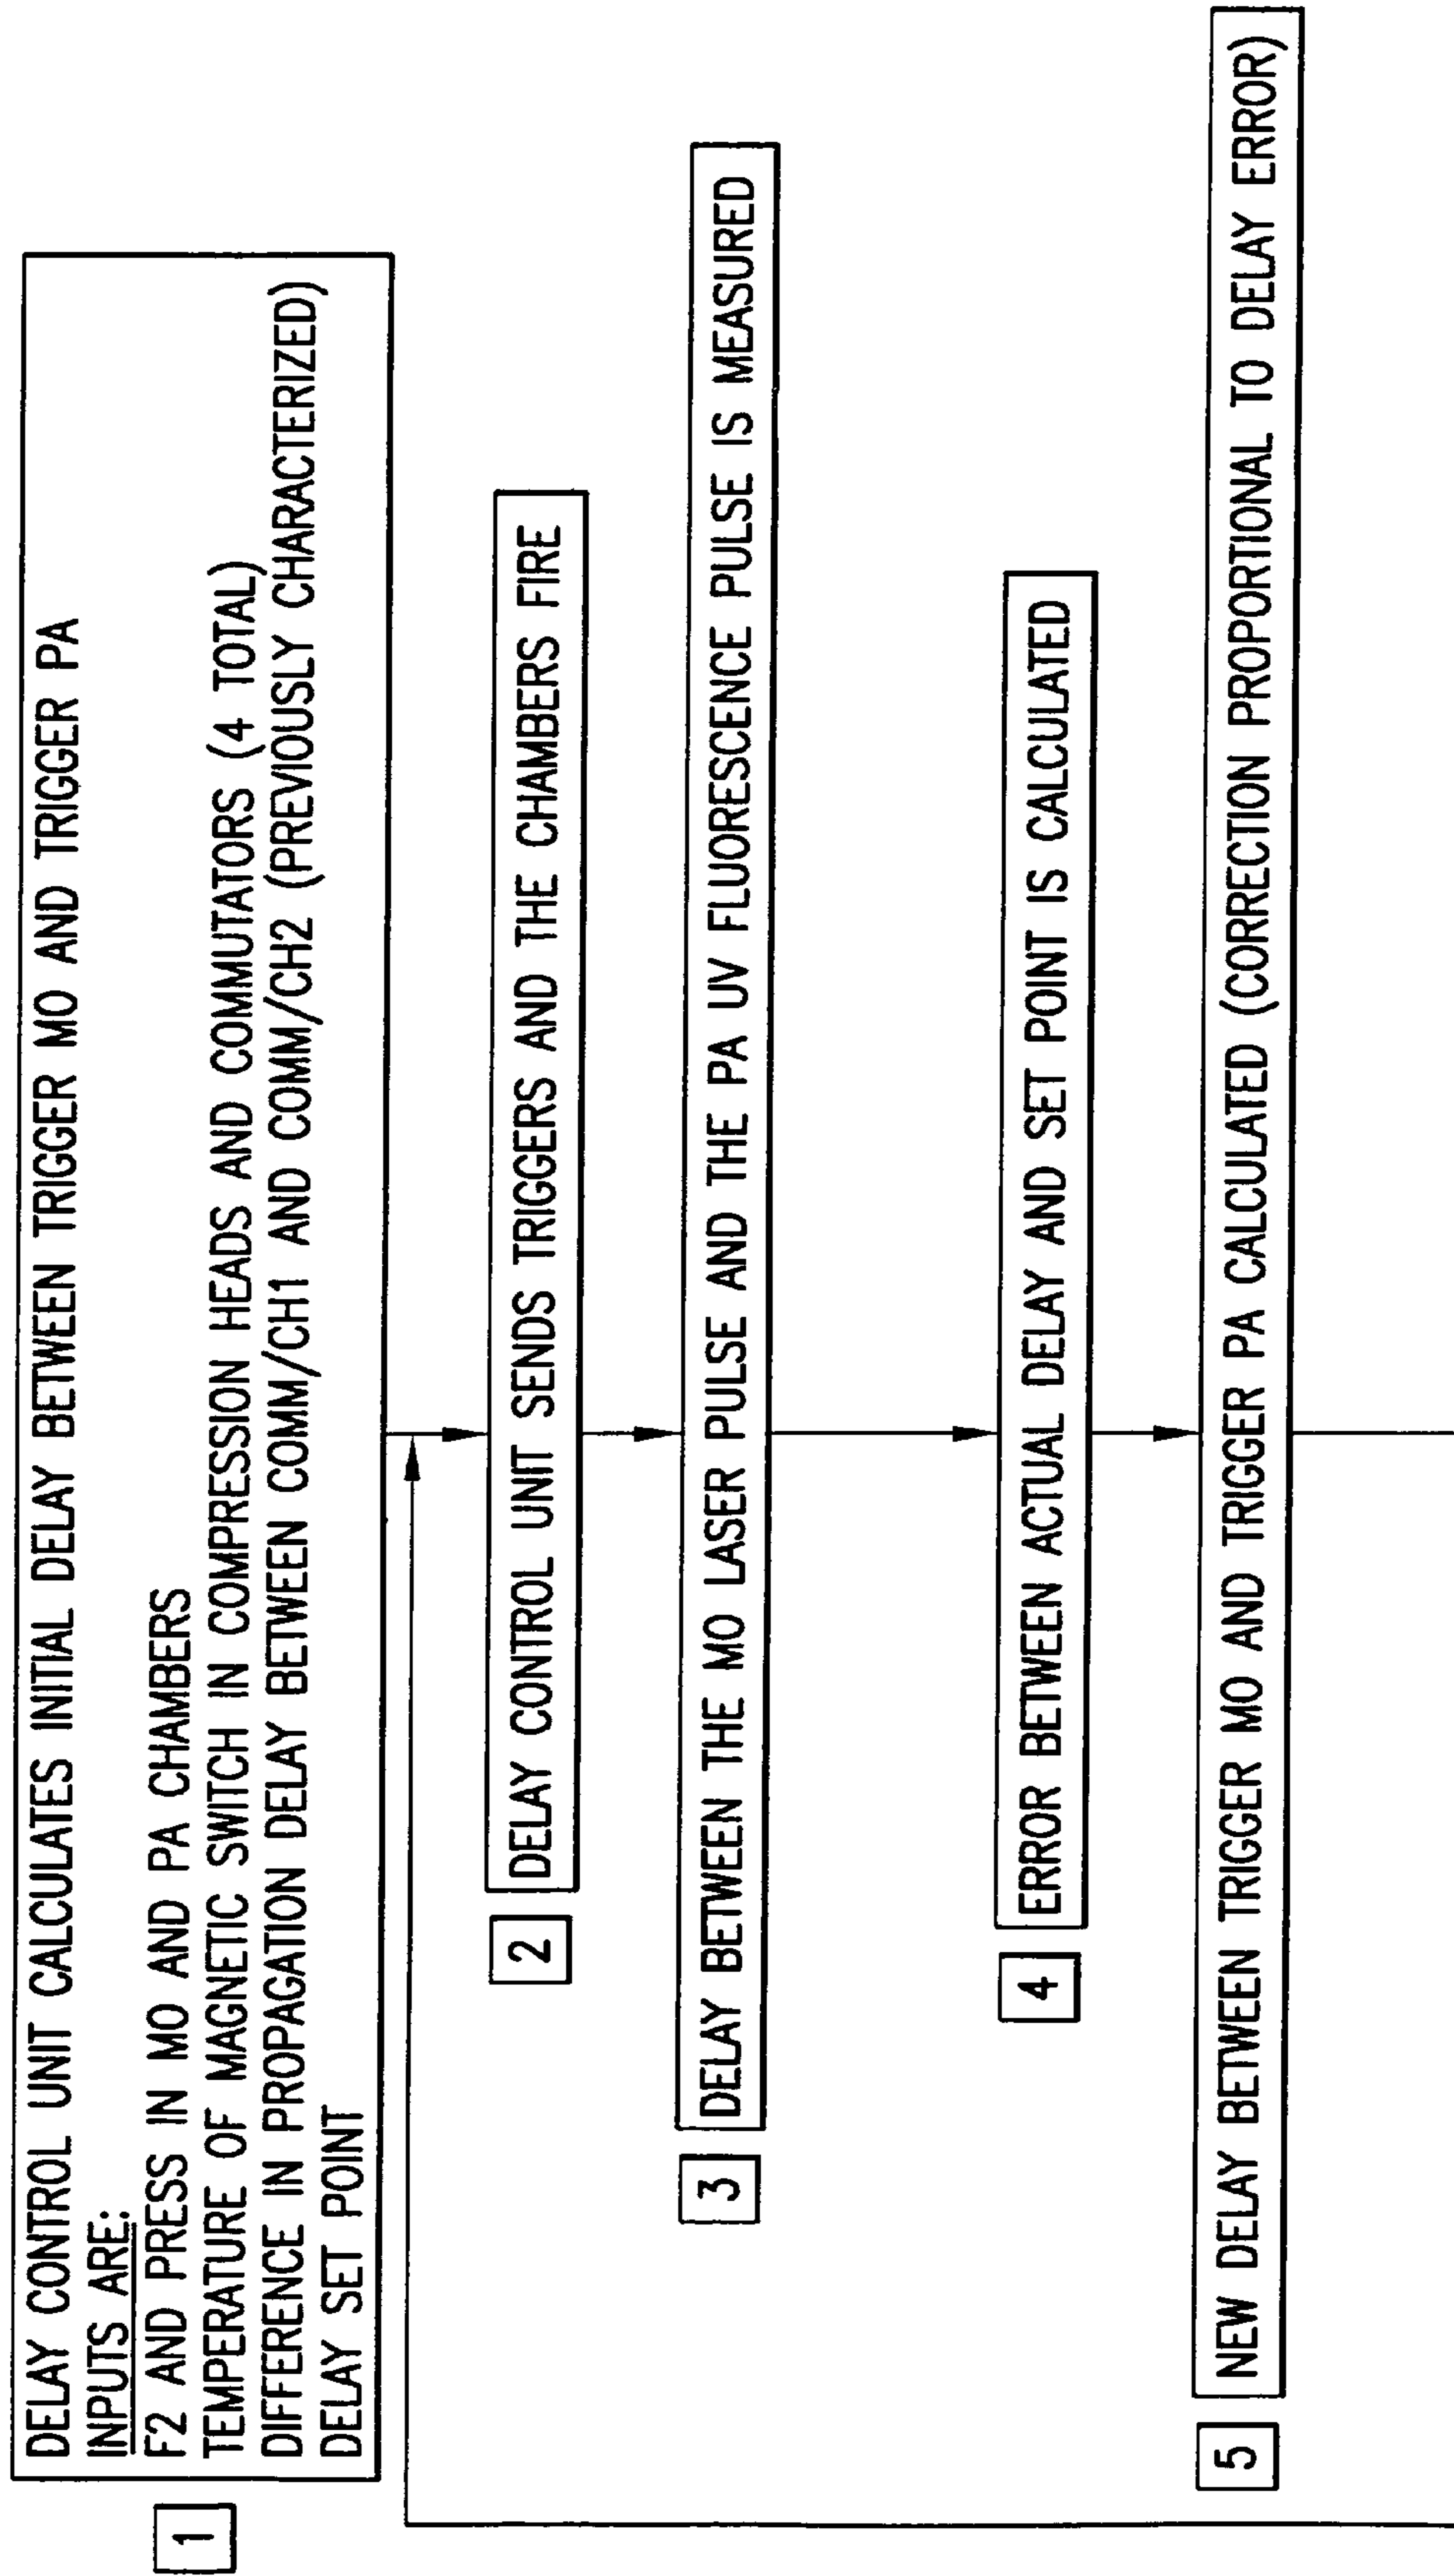 1
DELAY CONTROL UNIT CALCULATES INITIAL DELAY BETWEEN TRIGGER MO AND TRIGGER PA
INPUTS ARE:
F2 AND PRESS IN MO AND PA CHAMBERS
TEMPERATURE OF MAGNETIC SWITCH IN COMPRESSION HEADS AND COMMUTATORS (4 TOTAL)
DIFFERENCE IN PROPAGATION DELAY BETWEEN COMM/CH1 AND COMM/CH2 (PREVIOUSLY CHARACTERIZED)
DELAY SET POINT
2
DELAY CONTROL UNIT SENDS TRIGGERS AND THE CHAMBERS FIRE
3
DELAY BETWEEN THE MO LASER PULSE AND THE PA UV FLUORESCENCE PULSE IS MEASURED
4
ERROR BETWEEN ACTUAL DELAY AND SET POINT IS CALCULATED
5
NEW DELAY BETWEEN TRIGGER MO AND TRIGGER PA CALCULATED (CORRECTION PROPORTIONAL TO DELAY ERROR)